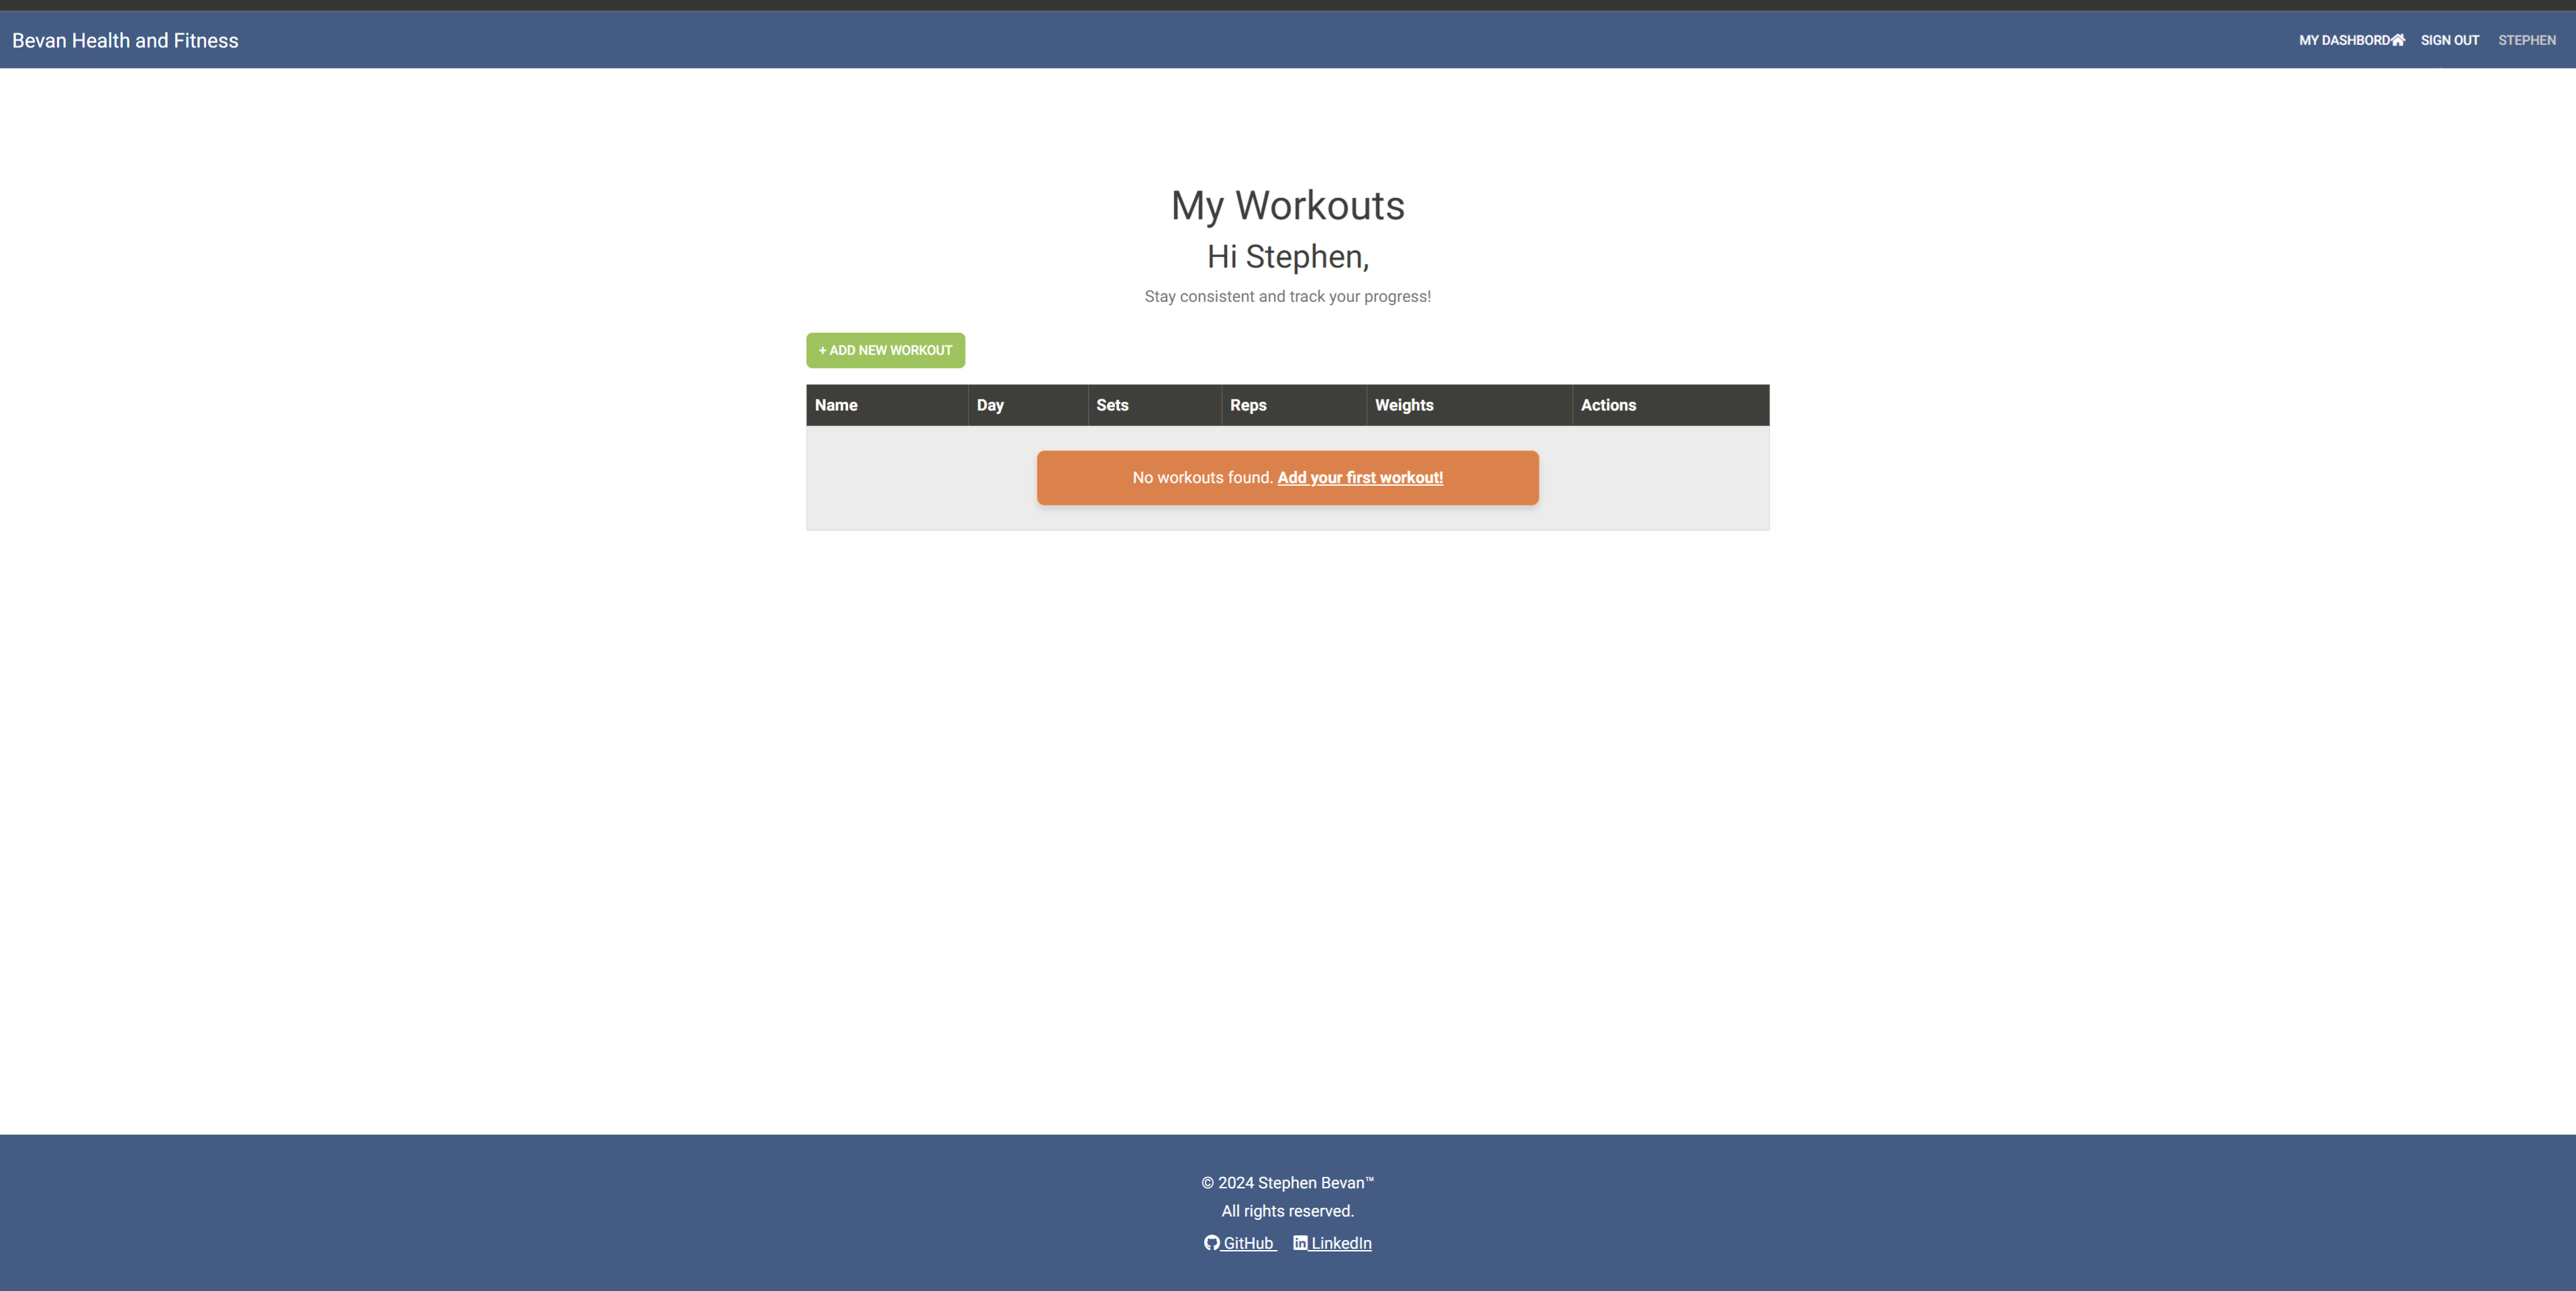 Bevan Health and Fitness
MY DASHBORD SIGN OUT STEPHEN
My Workouts
Hi Stephen,
Stay consistent and track your progress!
+ ADD NEW WORKOUT
Name Day Sets Reps Weights Actions
No workouts found. Add your first workout!
© 2024 Stephen Bevan™
All rights reserved.
GitHub LinkedIn